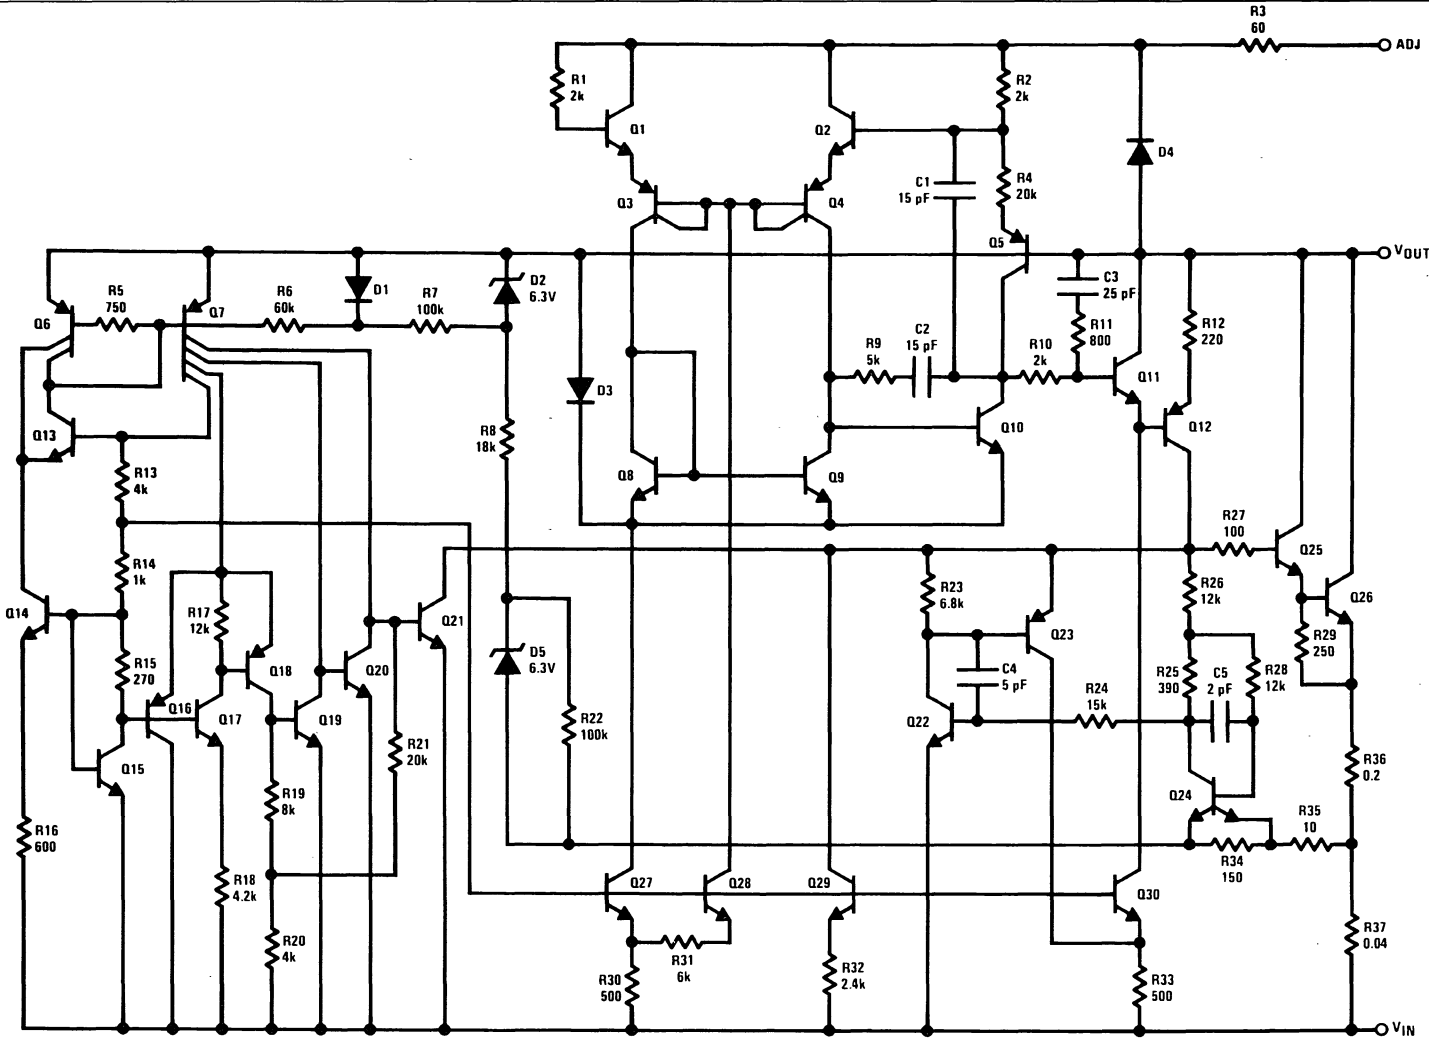 R3
60
ADJ
R1
2k
R2
2k
Q1
Q2
D4
C1
15 pF
R4
20k
Q3
Q4
Q5
VOUT
C3
25 pF
R5
750
R6
60k
D1
R7
100k
D2
6.3V
Q6
Q7
R11
800
R12
220
R9
5k
C2
15 pF
R10
2k
Q11
D3
Q13
R8
18k
Q10
Q12
R13
4k
Q8
Q9
R27
100
Q25
R14
1k
Q14
R17
12k
Q21
R23
6.8k
R26
12k
Q26
Q23
R29
250
R15
270
Q18
Q20
D5
6.3V
C4
5 pF
R25
390
C5
2 pF
R28
12k
R24
15k
Q16
Q17
Q19
R22
100k
Q22
R21
20k
Q15
R36
0.2
R19
8k
Q24
R16
600
R35
10
R34
150
R18
4.2k
Q27
Q28
Q29
Q30
R20
4k
R37
0.04
R31
6k
R30
500
R32
2.4k
R33
500
VIN